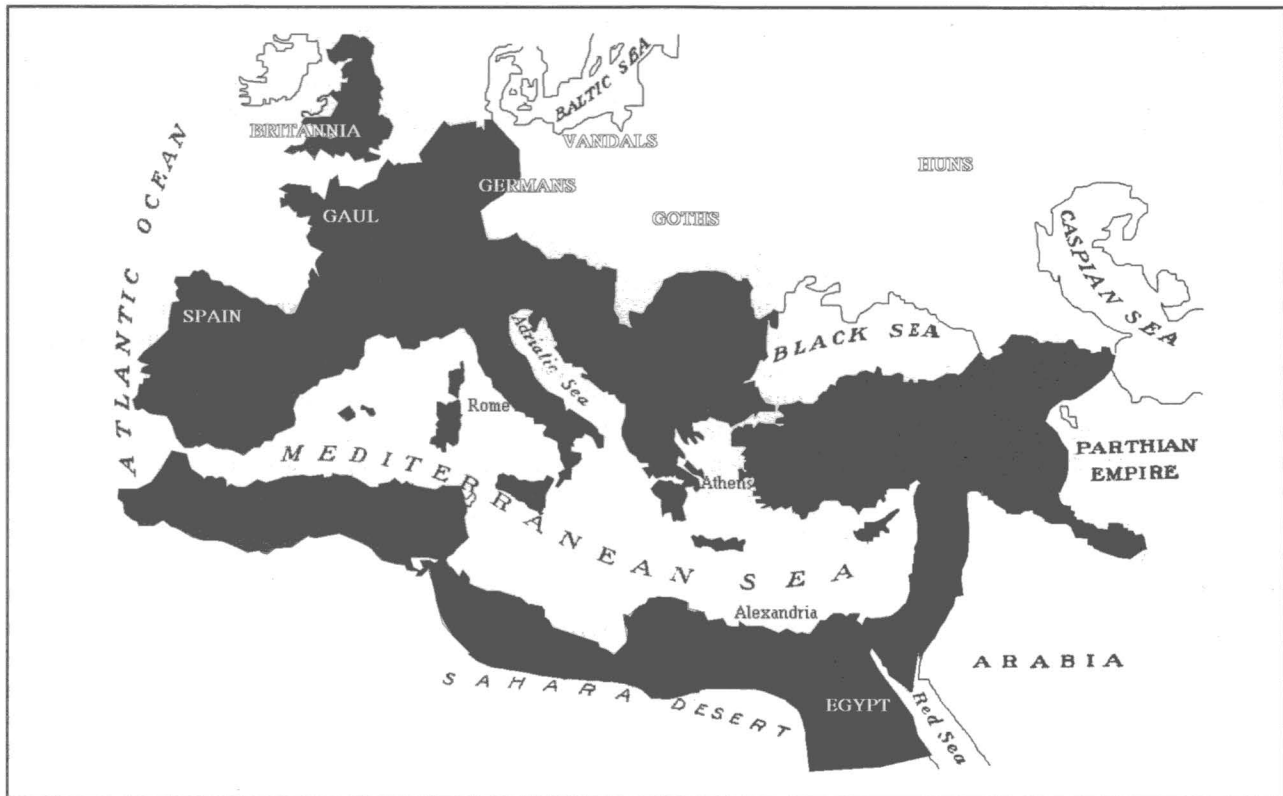 BALTIC SEA
BRITANNIA
VANDALS
HUNS
GERMANS
ATLANTIC OCEAN
GAUL
GOTHS
CASPIAN SEA
SPAIN
Adriatic Sea
BLACK SEA
Rome
MEDITERRANEAN SEA
PARTHIAN
EMPIRE
Athens
Alexandria
ARABIA
SAHARA DESERT
EGYPT
Red Sea